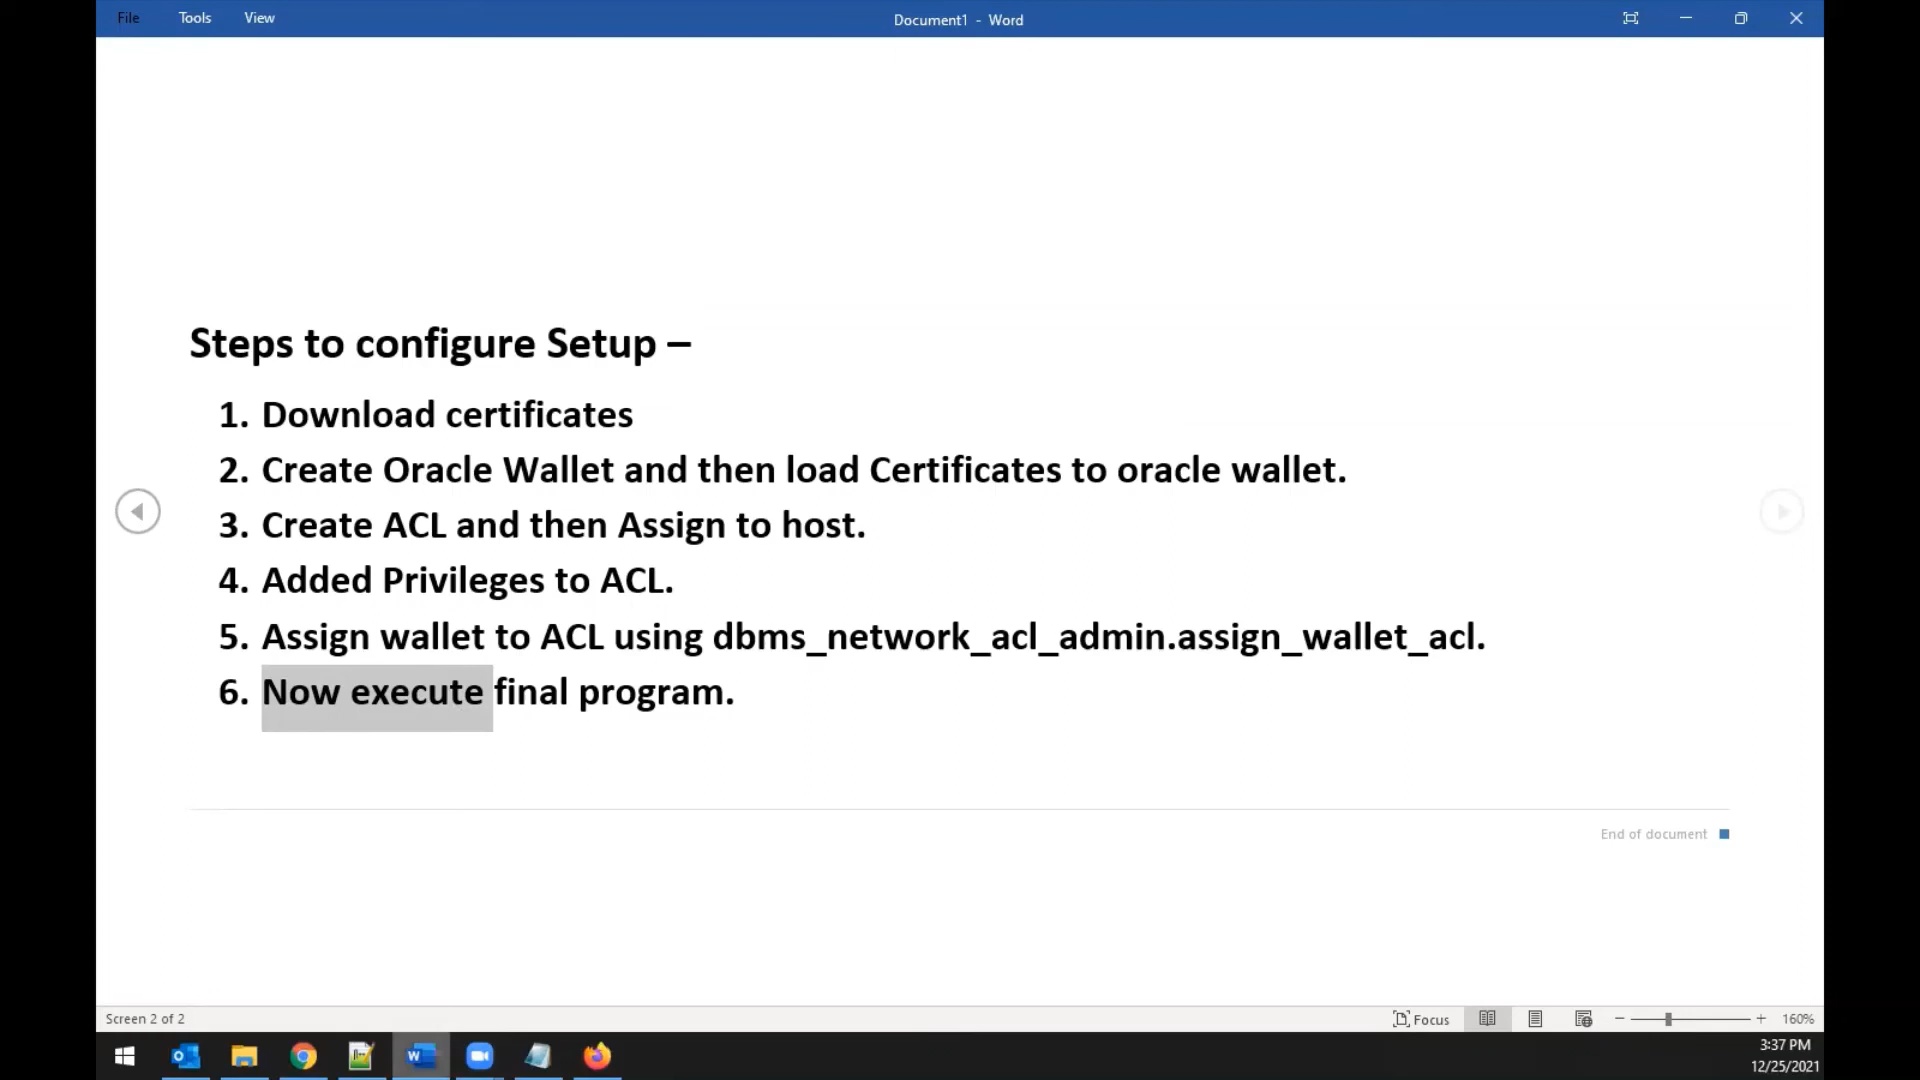 File Tools View Document1 - Word
Steps to configure Setup –
1. Download certificates
2. Create Oracle Wallet and then load Certificates to oracle wallet.
3. Create ACL and then Assign to host.
4. Added Privileges to ACL.
5. Assign wallet to ACL using dbms_network_acl_admin.assign_wallet_acl.
6. Now execute final program.
End of document
Screen 2 of 2 Focus 160%
3:37 PM
12/25/2021